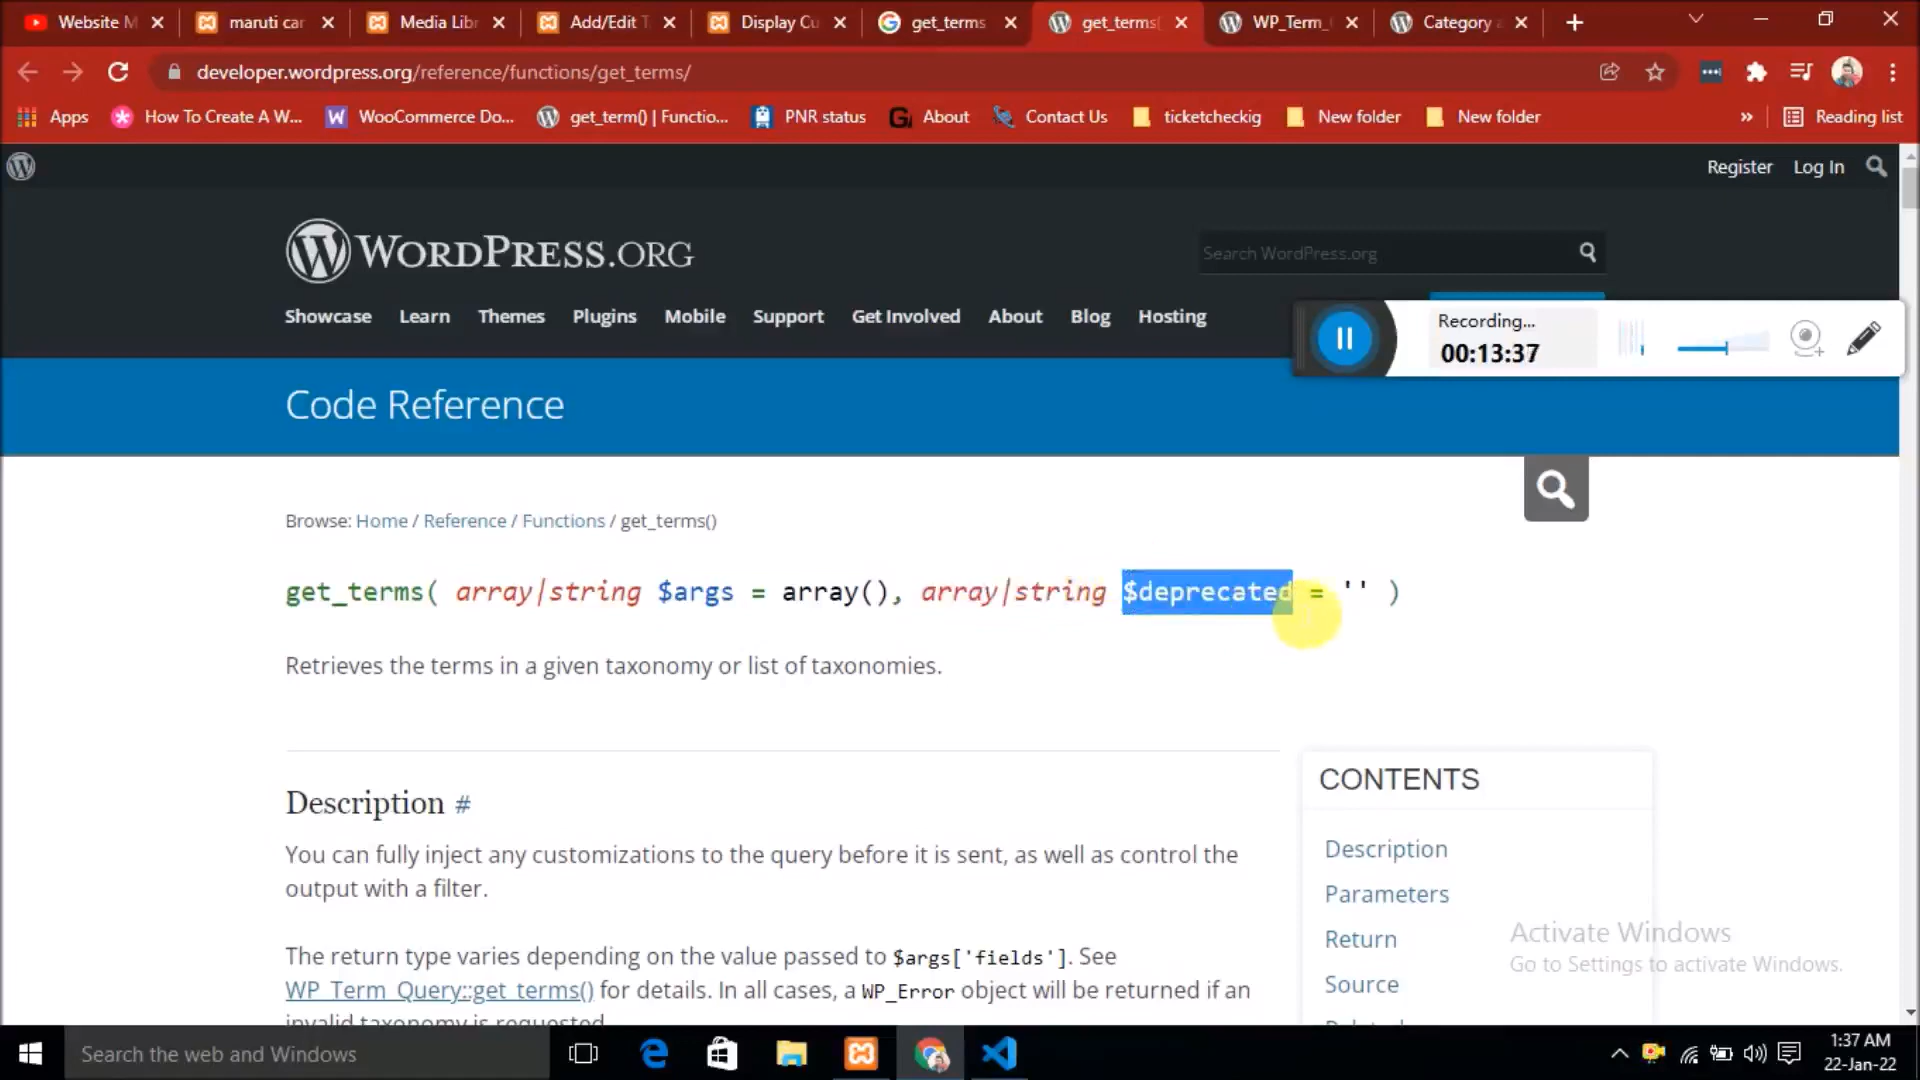 Website M
maruti car
Media Libr
Add/Edit T
Display Cu
get_terms
get_terms(
WP_Term_
Category a
developer.wordpress.org/reference/functions/get_terms/
Apps
How To Create A W...
WooCommerce Do...
get_term() | Functio...
PNR status
About
Contact Us
ticketcheckig
New folder
New folder
»
Reading list
Register
Log In
WORDPRESS.ORG
Search WordPress.org
Showcase
Learn
Themes
Plugins
Mobile
Support
Get Involved
About
Blog
Hosting
Recording...
00:13:37
Code Reference
Browse: Home / Reference / Functions / get_terms()
get_terms( array|string $args = array(), array|string $deprecated = '' )
Retrieves the terms in a given taxonomy or list of taxonomies.
Description #
You can fully inject any customizations to the query before it is sent, as well as control the
output with a filter.
The return type varies depending on the value passed to $args['fields']. See
WP_Term_Query::get_terms() for details. In all cases, a WP_Error object will be returned if an
invalid taxonomy is requested
CONTENTS
Description
Parameters
Return
Source
Related
Activate Windows
Go to Settings to activate Windows.
Search the web and Windows
1:37 AM
22-Jan-22